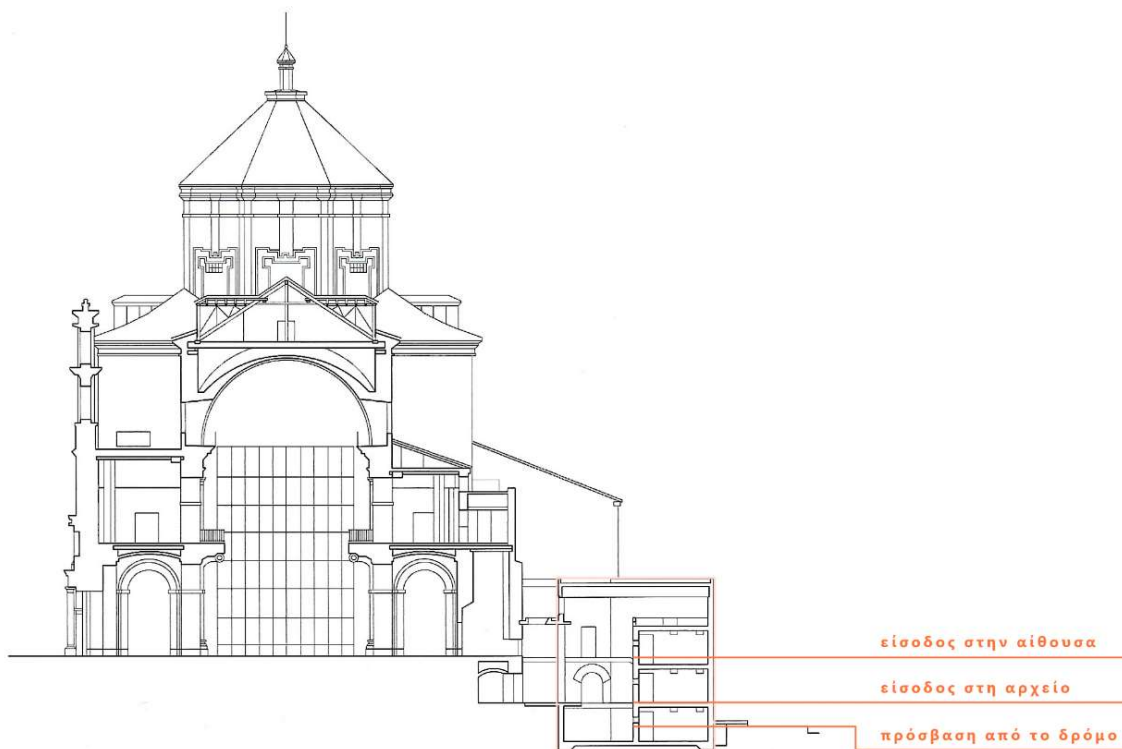 είσοδος στην αίθουσα
είσοδος στη αρχείο
πρόσβαση από το δρόμο